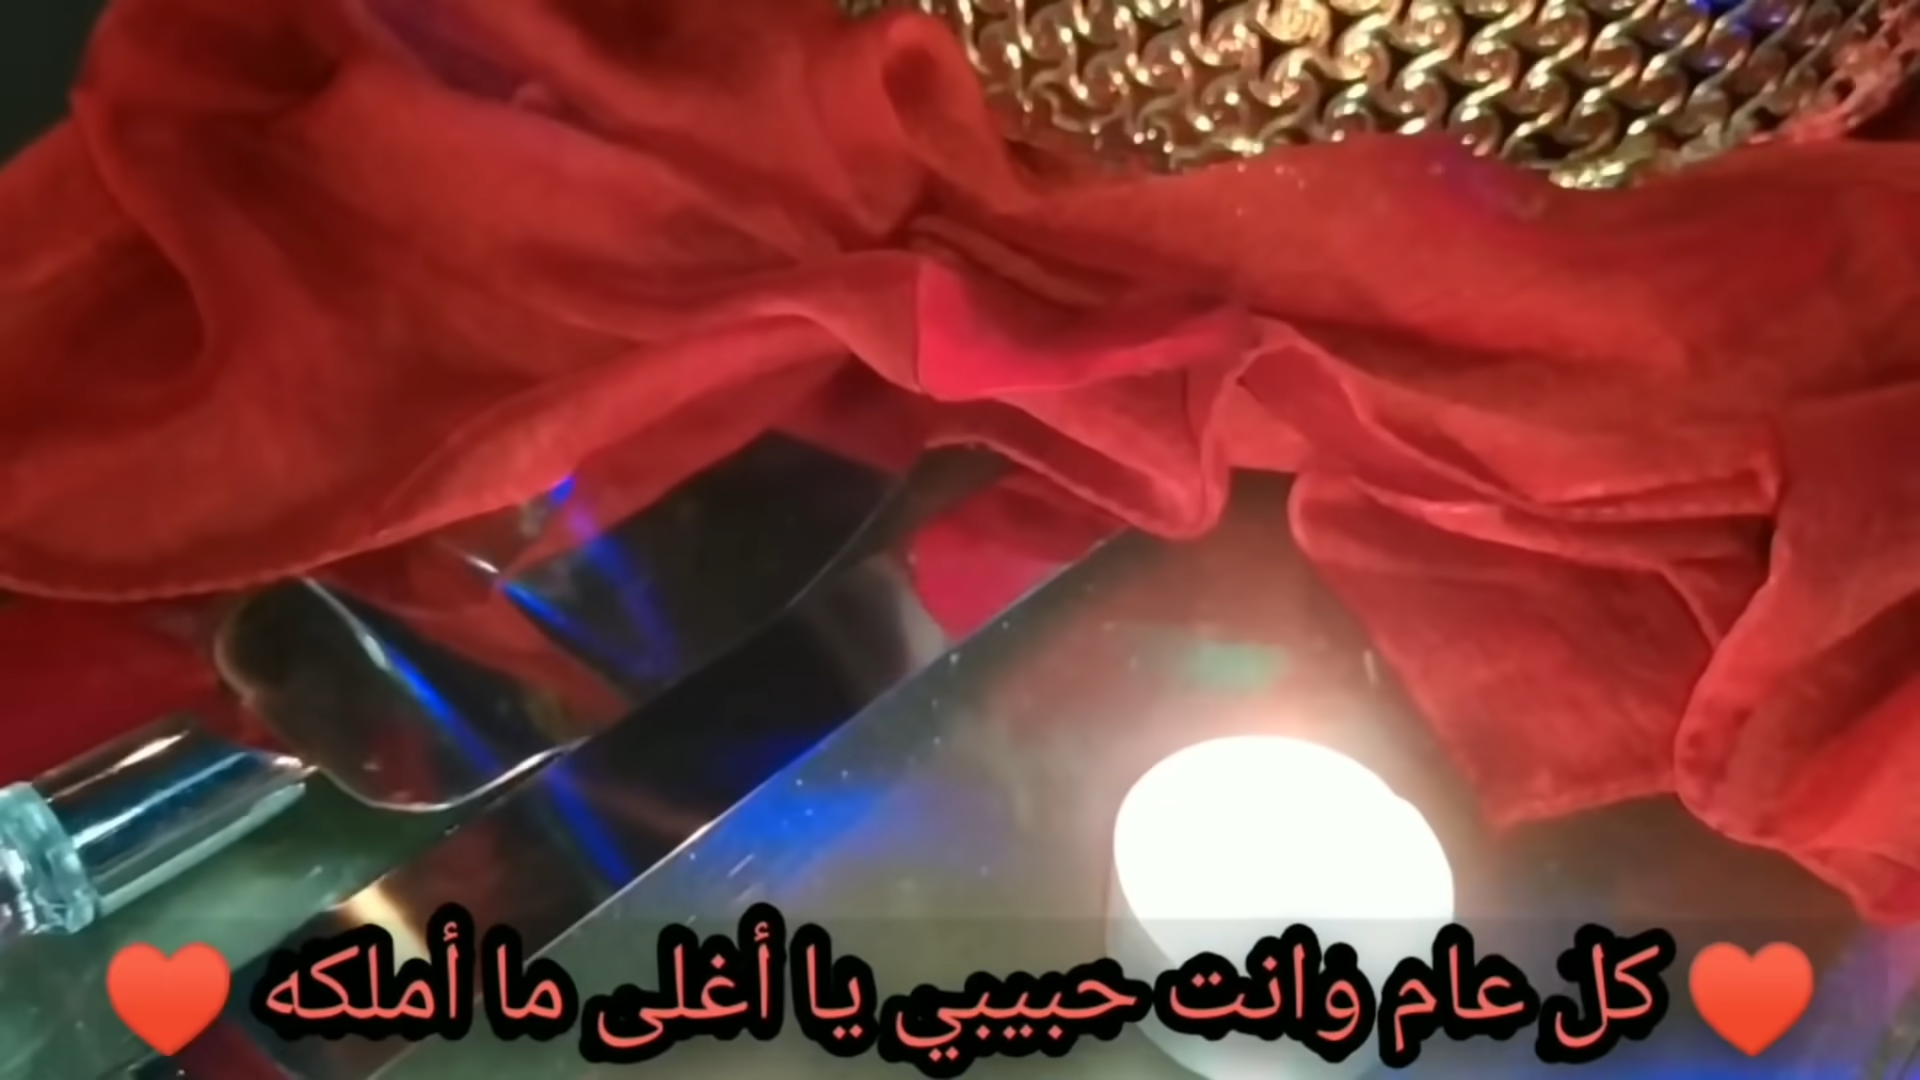 ♥️ كل عام وانت حبيبي يا أغلى ما أملكه ♥️